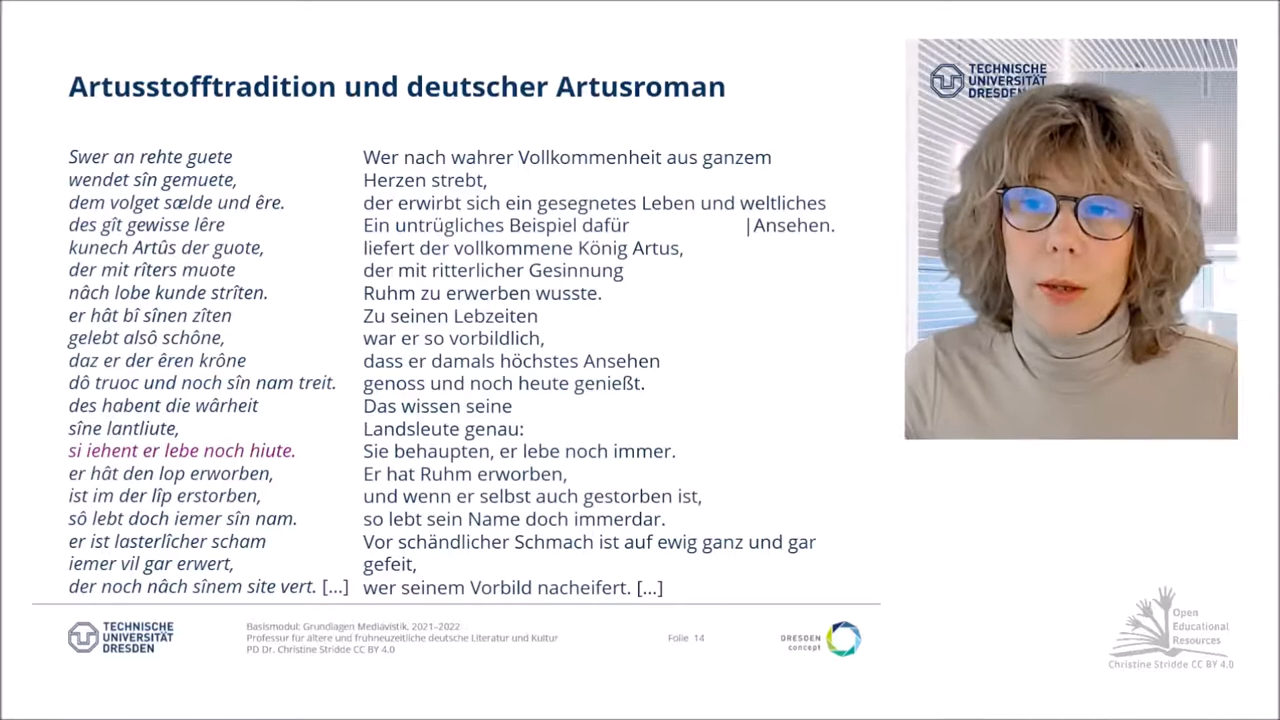 Artusstofftradition und deutscher Artusroman
Swer an rehte guete
wendet sîn gemuete,
dem volget sælde und êre.
des gît gewisse lêre
kunech Artûs der guote,
der mit rîters muote
nâch lobe kunde strîten.
er hât bî sînen zîten
gelebt alsô schône,
daz er der êren krône
dô truoc und noch sîn nam treit.
des habent die wârheit
sîne lantliute,
si iehent er lebe noch hiute.
er hât den lop erworben,
ist im der lîp erstorben,
sô lebt doch iemer sîn nam.
er ist lasterlîcher scham
iemer vil gar erwert,
der noch nâch sînem site vert. [...]
Wer nach wahrer Vollkommenheit aus ganzem
Herzen strebt,
der erwirbt sich ein gesegnetes Leben und weltliches
Ein untrügliches Beispiel dafür |Ansehen.
liefert der vollkommene König Artus,
der mit ritterlicher Gesinnung
Ruhm zu erwerben wusste.
Zu seinen Lebzeiten
war er so vorbildlich,
dass er damals höchstes Ansehen
genoss und noch heute genießt.
Das wissen seine
Landsleute genau:
Sie behaupten, er lebe noch immer.
Er hat Ruhm erworben,
und wenn er selbst auch gestorben ist,
so lebt sein Name doch immerdar.
Vor schändlicher Schmach ist auf ewig ganz und gar
gefeit,
wer seinem Vorbild nacheifert. [...]
TECHNISCHE
UNIVERSITÄT
DRESDEN
TECHNISCHE
UNIVERSITÄT
DRESDEN
Basismodul: Grundlagen Mediävistik, 2021–2022
Professur für ältere und frühneuzeitliche deutsche Literatur und Kultur
PD Dr. Christine Stridde CC BY 4.0
Folie 14
DRESDEN
concept
Open
Educational
Resources
Christine Stridde CC BY 4.0